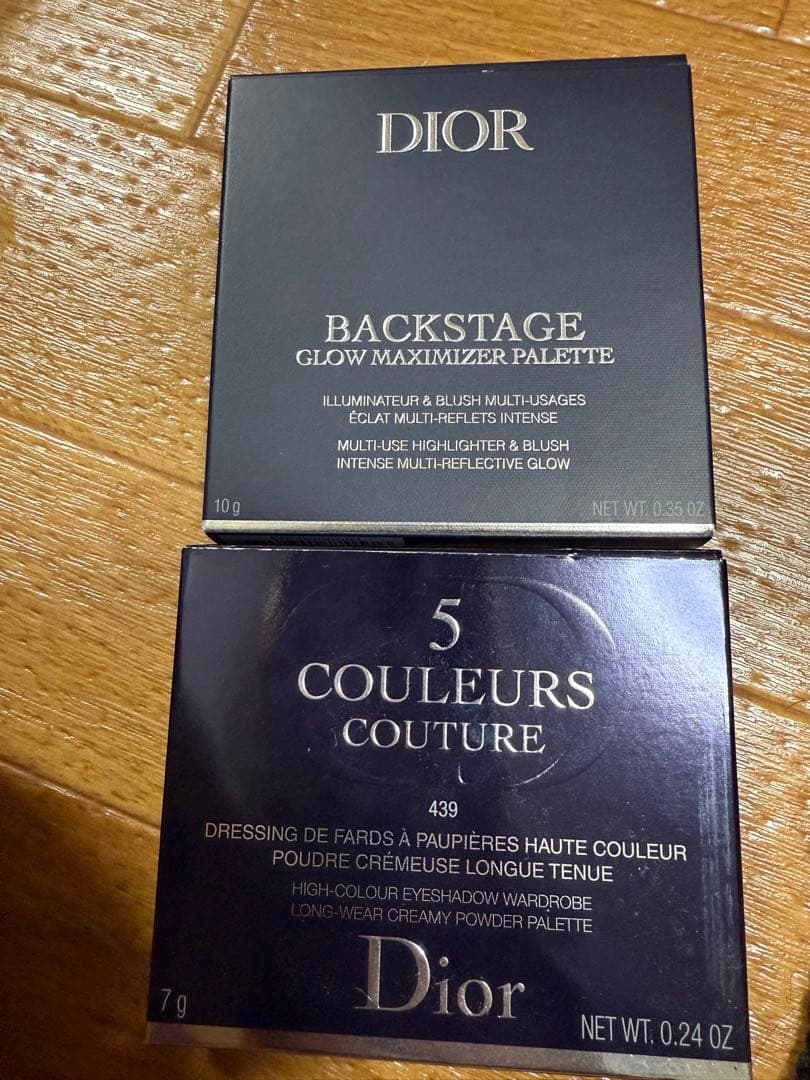 DIOR
BACKSTAGE
GLOW MAXIMIZER PALETTE
ILLUMINATEUR & BLUSH MULTI-USAGES
ÉCLAT MULTI-REFLETS INTENSE
MULTI-USE HIGHLIGHTER & BLUSH
INTENSE MULTI-REFLECTIVE GLOW
10 g NET WT. 0.35 OZ
5
COULEURS
COUTURE
439
DRESSING DE FARDS À PAUPIÈRES HAUTE COULEUR
POUDRE CRÉMEUSE LONGUE TENUE
HIGH-COLOUR EYESHADOW WARDROBE
LONG-WEAR CREAMY POWDER PALETTE
Dior
7 g NET WT. 0.24 OZ